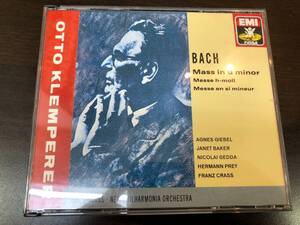 OTTO KLEMPERER
EMI
BACH
Mass in b minor
Messe h-moll
Messe en si mineur
AGNES GIEBEL
JANET BAKER
NICOLAI GEDDA
HERMANN PREY
FRANZ CRASS
PHILHARMONIA ORCHESTRA